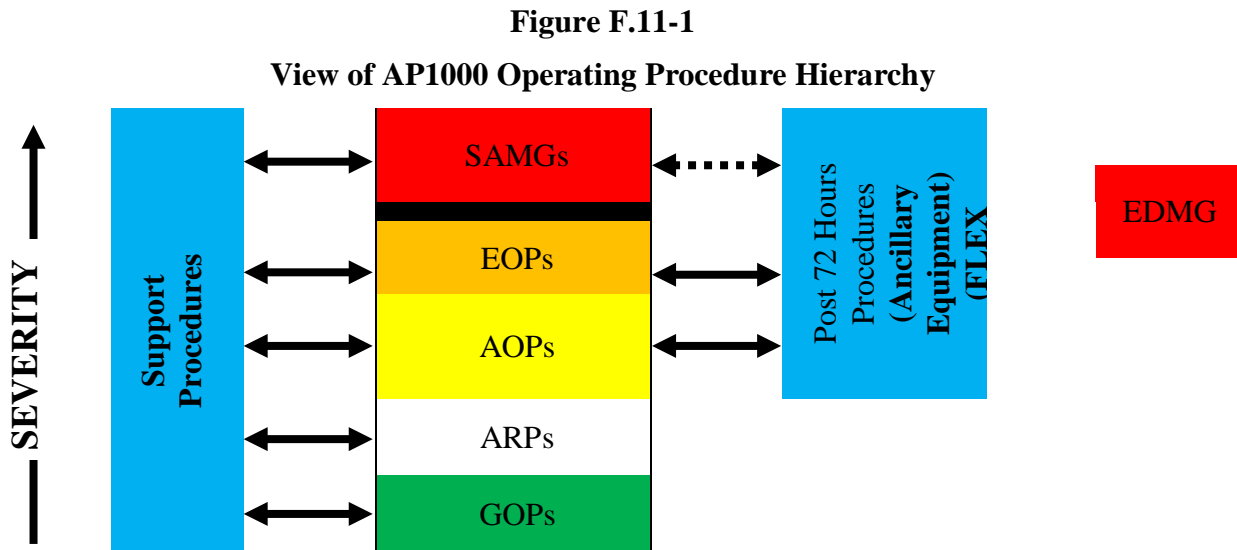 Figure F.11-1
View of AP1000 Operating Procedure Hierarchy
SEVERITY
Support
Procedures
SAMGs
EOPs
AOPs
ARPs
GOPs
Post 72 Hours
Procedures
(Ancillary
Equipment)
(FLEX
EDMG